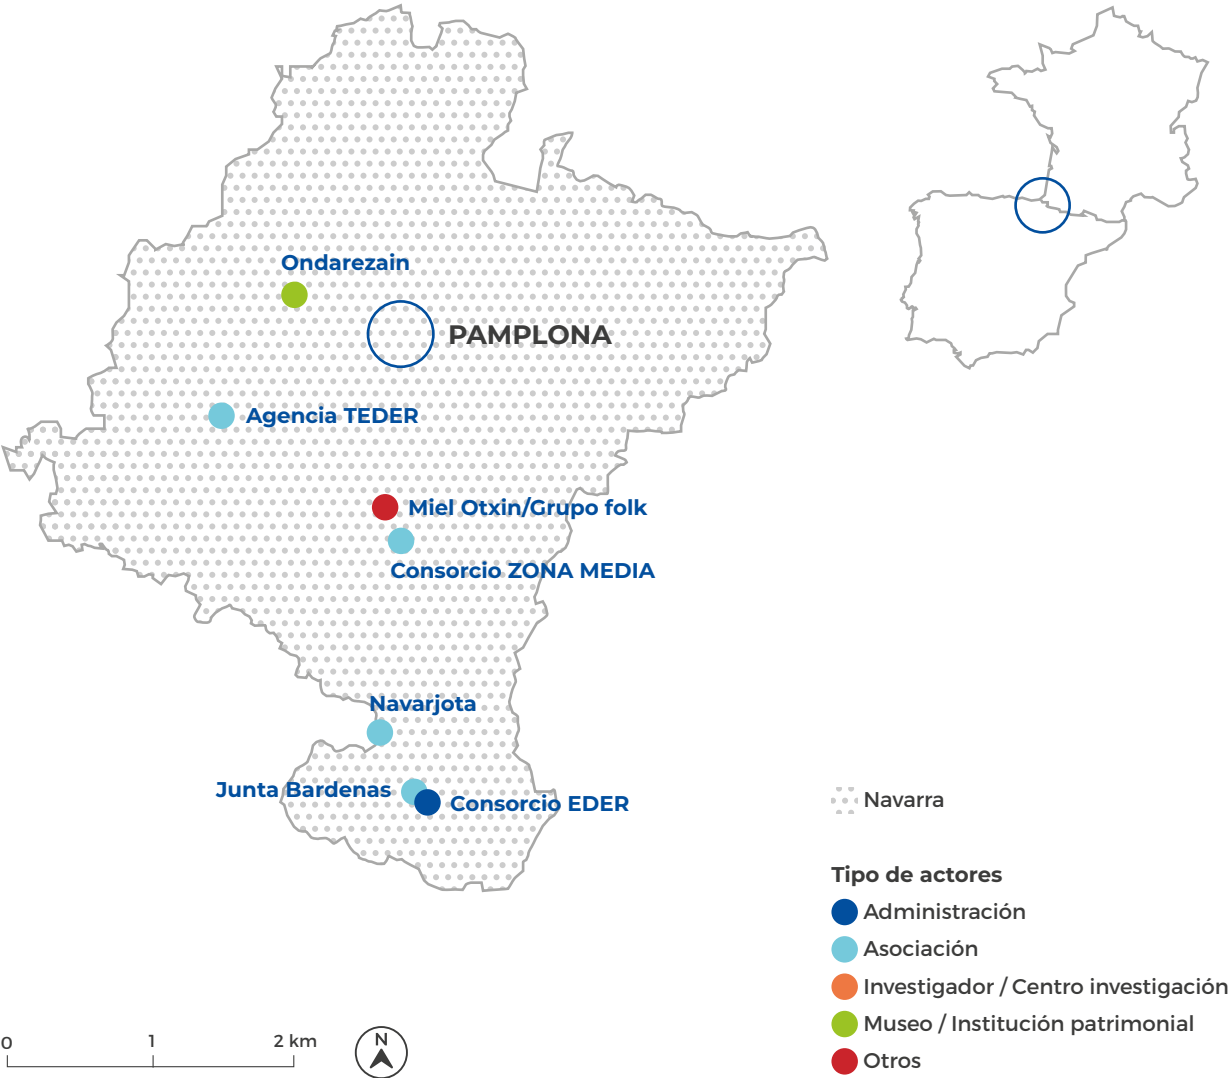 Ondarezain
PAMPLONA
Agencia TEDER
Miel Otxin/Grupo folk
Consorcio ZONA MEDIA
Navarjota
Junta Bardenas
Consorcio EDER
Navarra
Tipo de actores
Administración
Asociación
Investigador / Centro investigación
Museo / Institución patrimonial
Otros
0 1 2 km
N